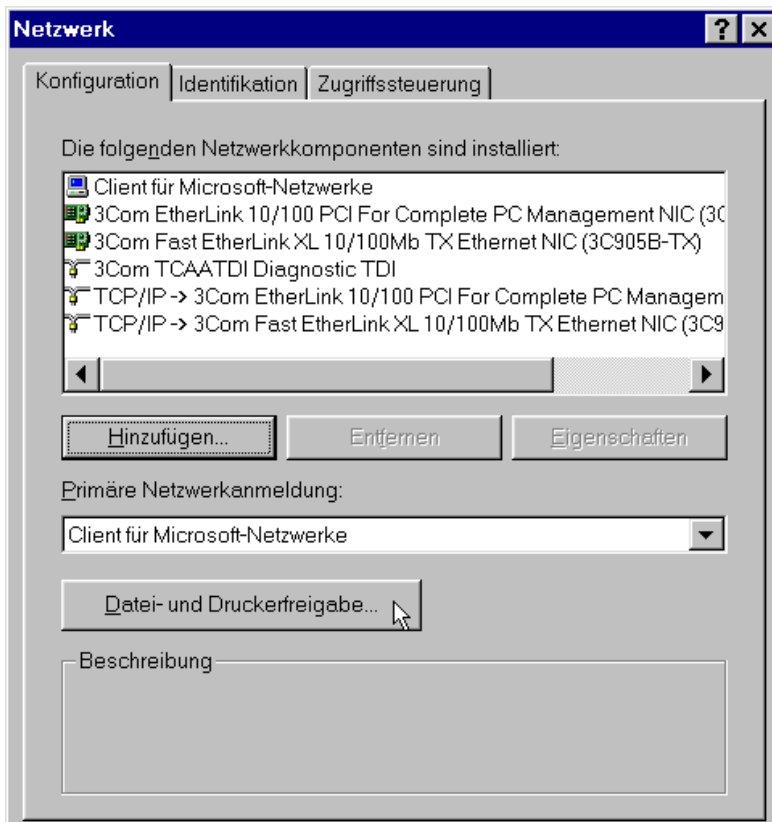 Netzwerk
Konfiguration Identifikation Zugriffssteuerung
Die folgenden Netzwerkkomponenten sind installiert:
Client für Microsoft-Netzwerke
3Com EtherLink 10/100 PCI For Complete PC Management NIC (3C
3Com Fast EtherLink XL 10/100Mb TX Ethernet NIC (3C905B-TX)
3Com TCAATDI Diagnostic TDI
TCP/IP -> 3Com EtherLink 10/100 PCI For Complete PC Managem
TCP/IP -> 3Com Fast EtherLink XL 10/100Mb TX Ethernet NIC (3C9
Hinzufügen... Entfernen Eigenschaften
Primäre Netzwerkanmeldung:
Client für Microsoft-Netzwerke
Datei- und Druckerfreigabe...
Beschreibung